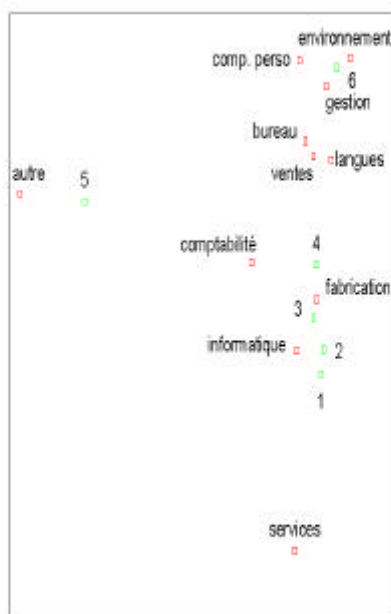 environnement
comp. perso
6
gestion
bureau
ventes
langues
autre
5
comptabilité
4
fabrication
3
informatique
2
1
services